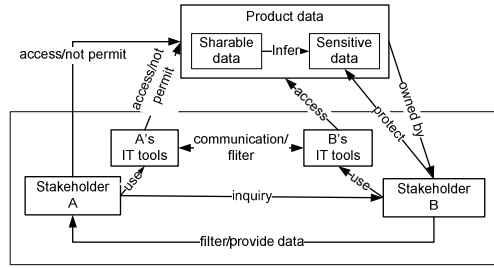 Product data
Sharable
data
Infer
Sensitive
data
access/not permit
access/not
permit
access
protect
owned by
A's
IT tools
communication/
fliter
B's
IT tools
use
use
Stakeholder
A
inquiry
Stakeholder
B
filter/provide data